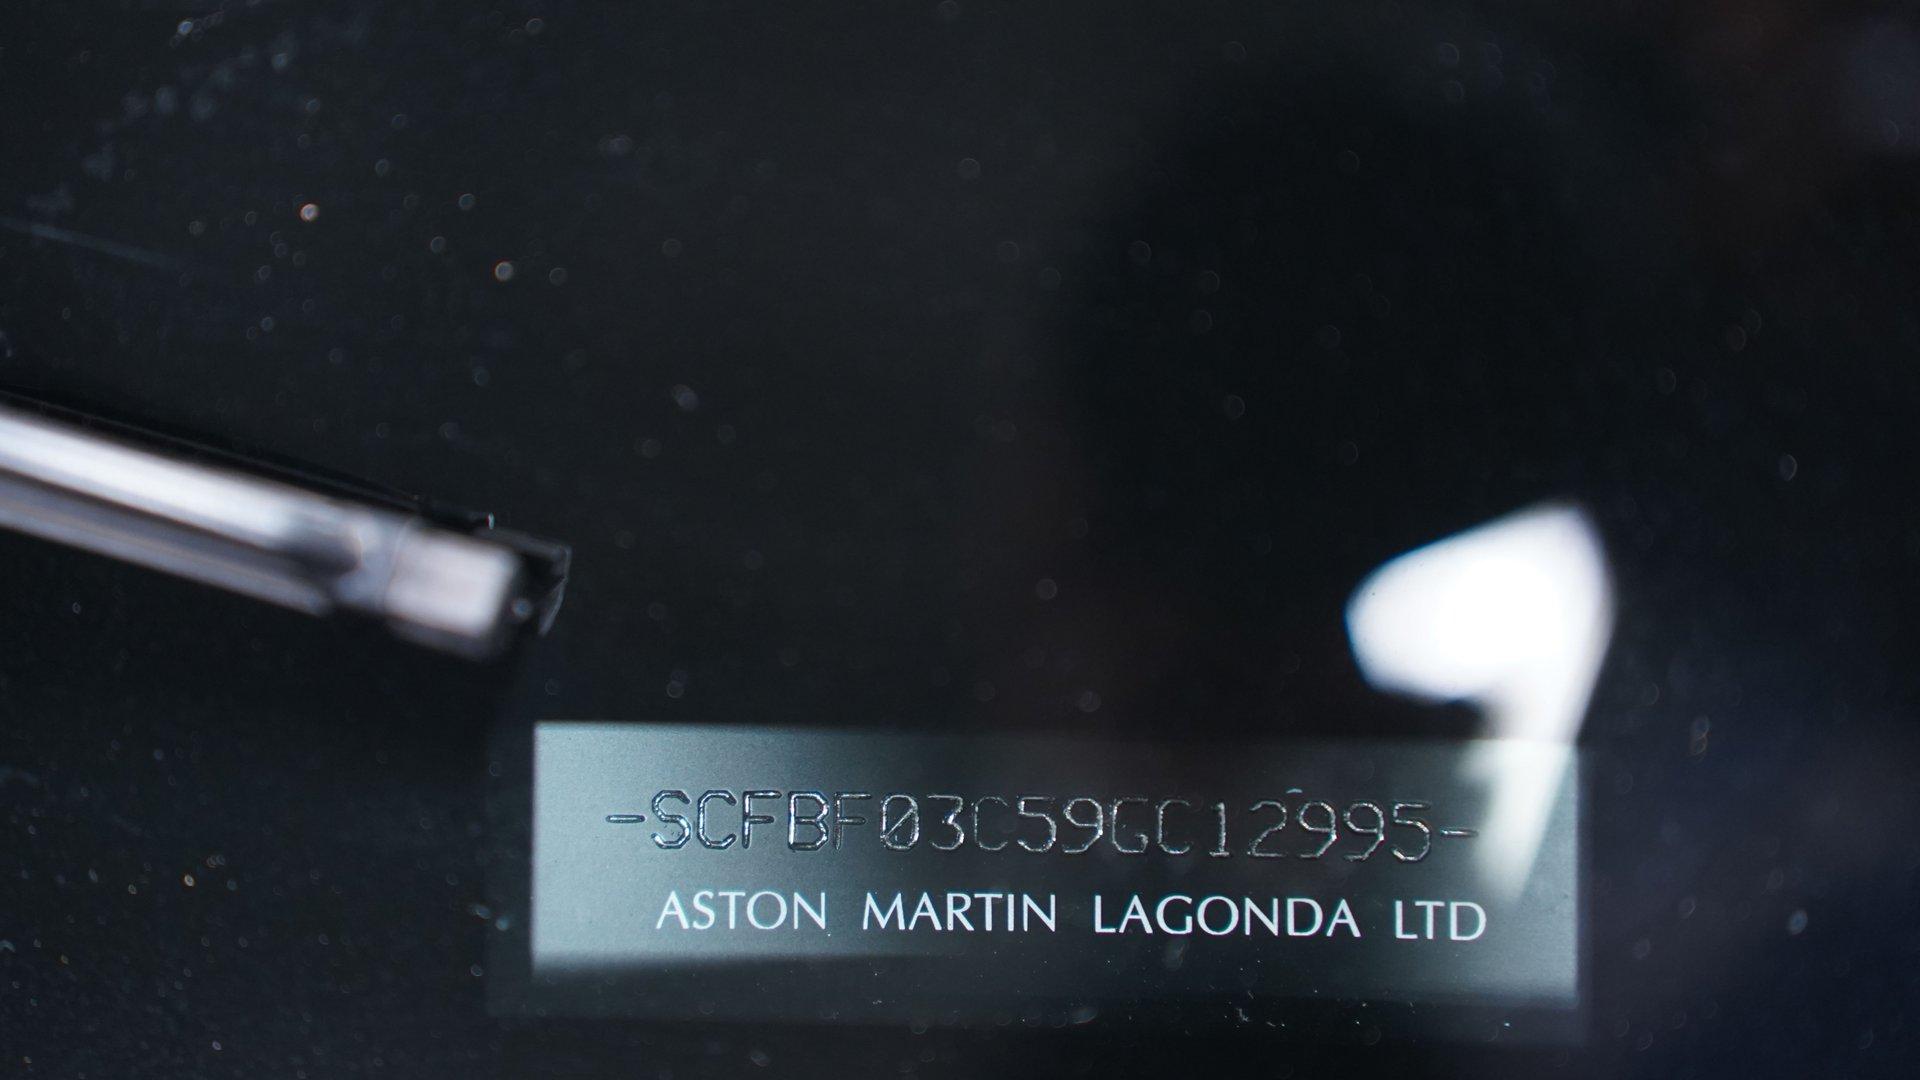 -SCFBF03C59GC12995-
ASTON MARTIN LAGONDA LTD